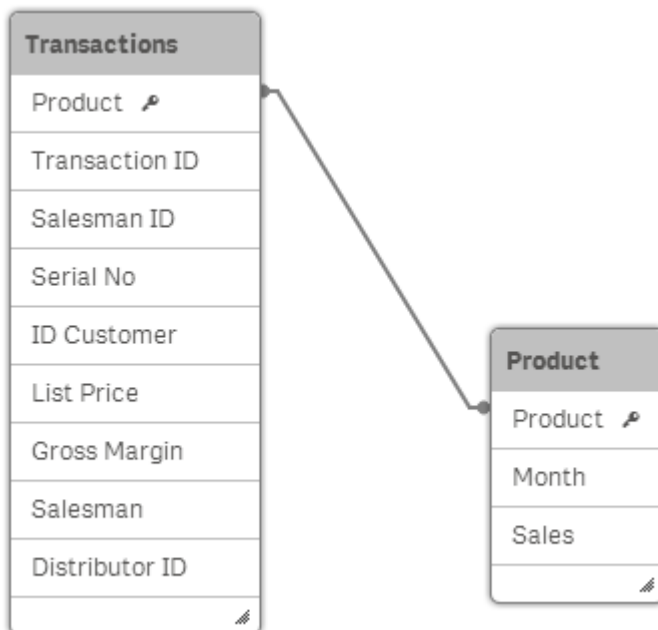 Transactions
Product
Transaction ID
Salesman ID
Serial No
ID Customer
List Price
Gross Margin
Salesman
Distributor ID
Product
Product
Month
Sales